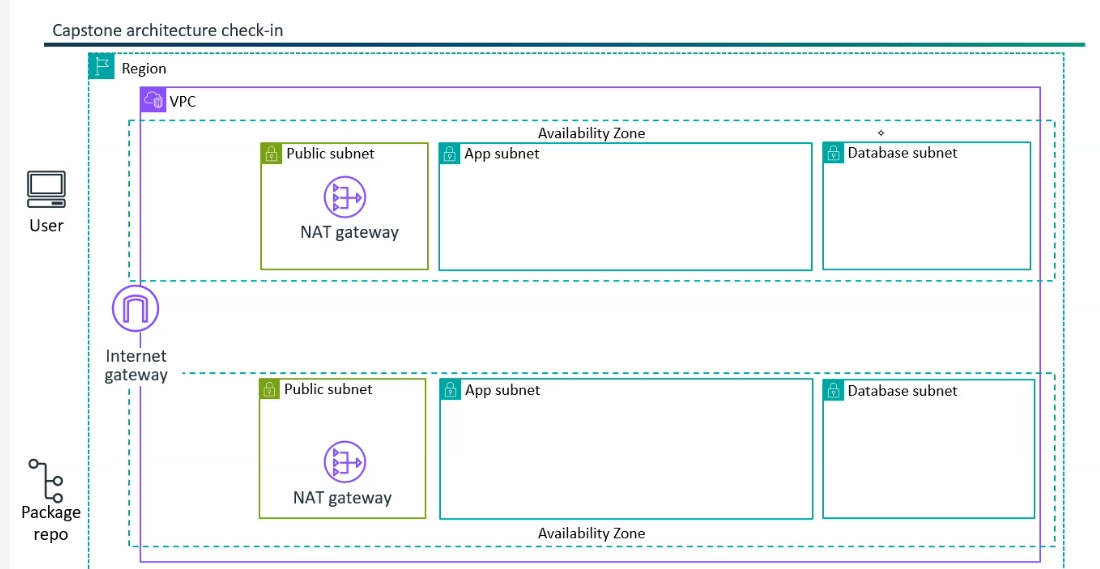 Capstone architecture check-in
Region
VPC
Availability Zone
Public subnet
App subnet
Database subnet
NAT gateway
User
Internet
gateway
Public subnet
App subnet
Database subnet
NAT gateway
Package
repo
Availability Zone